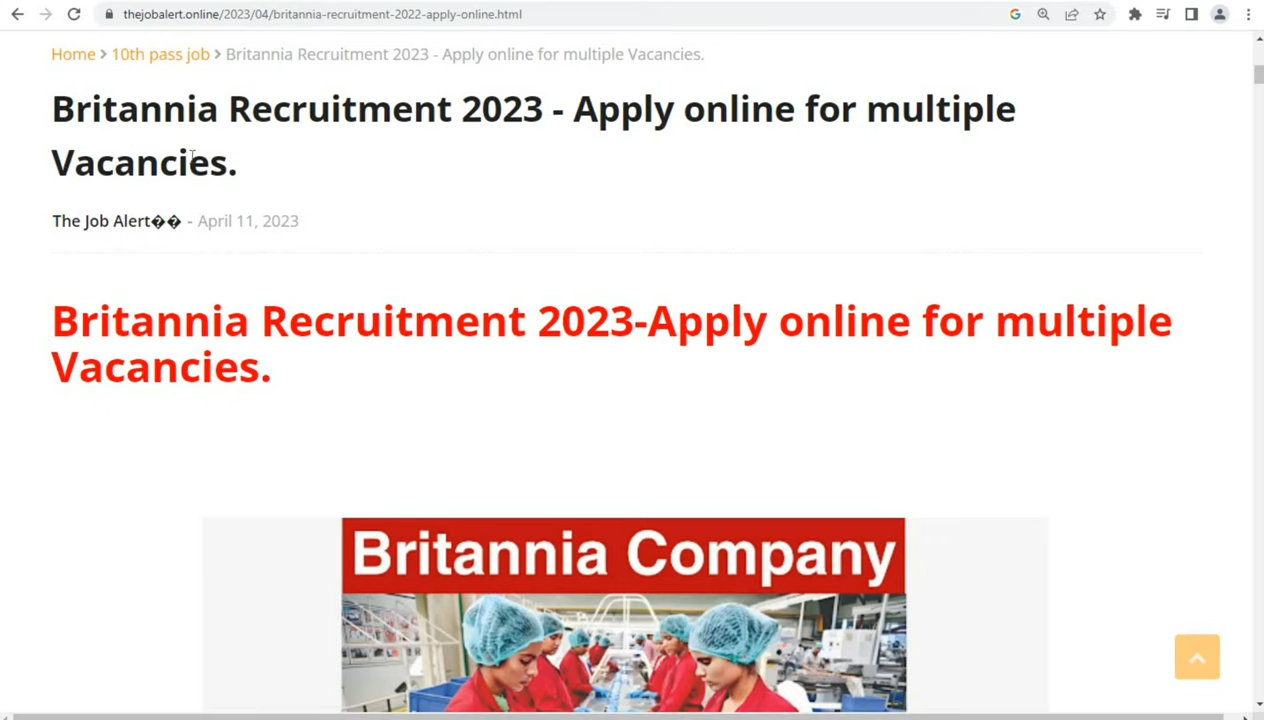 thejobalert.online/2023/04/britannia-recruitment-2022-apply-online.html
Home > 10th pass job > Britannia Recruitment 2023 - Apply online for multiple Vacancies.
Britannia Recruitment 2023 - Apply online for multiple
Vacancies.
The Job Alert�� - April 11, 2023
Britannia Recruitment 2023-Apply online for multiple
Vacancies.
Britannia Company